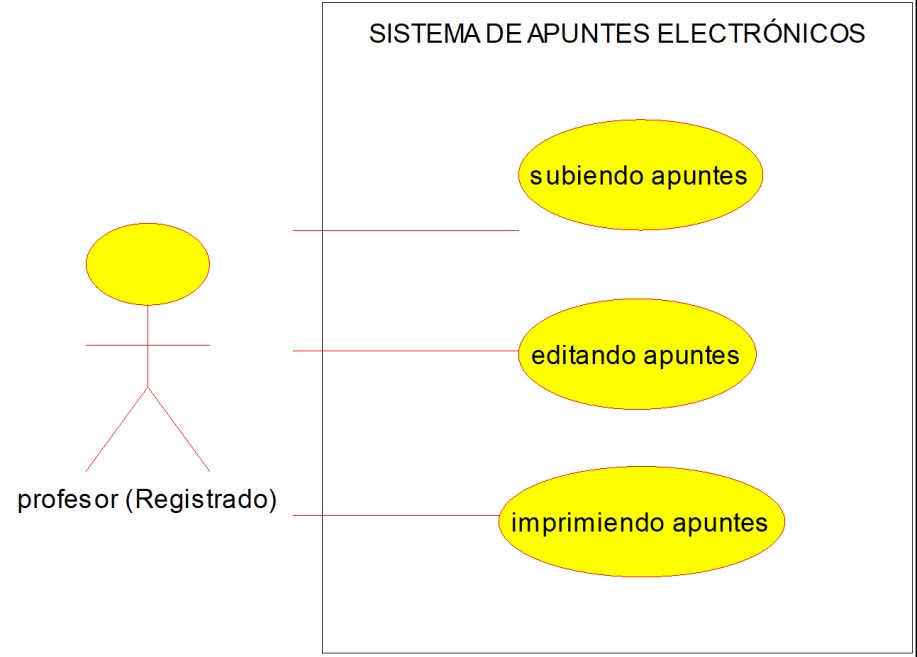 SISTEMA DE APUNTES ELECTRÓNICOS
subiendo apuntes
editando apuntes
profesor (Registrado)
imprimiendo apuntes